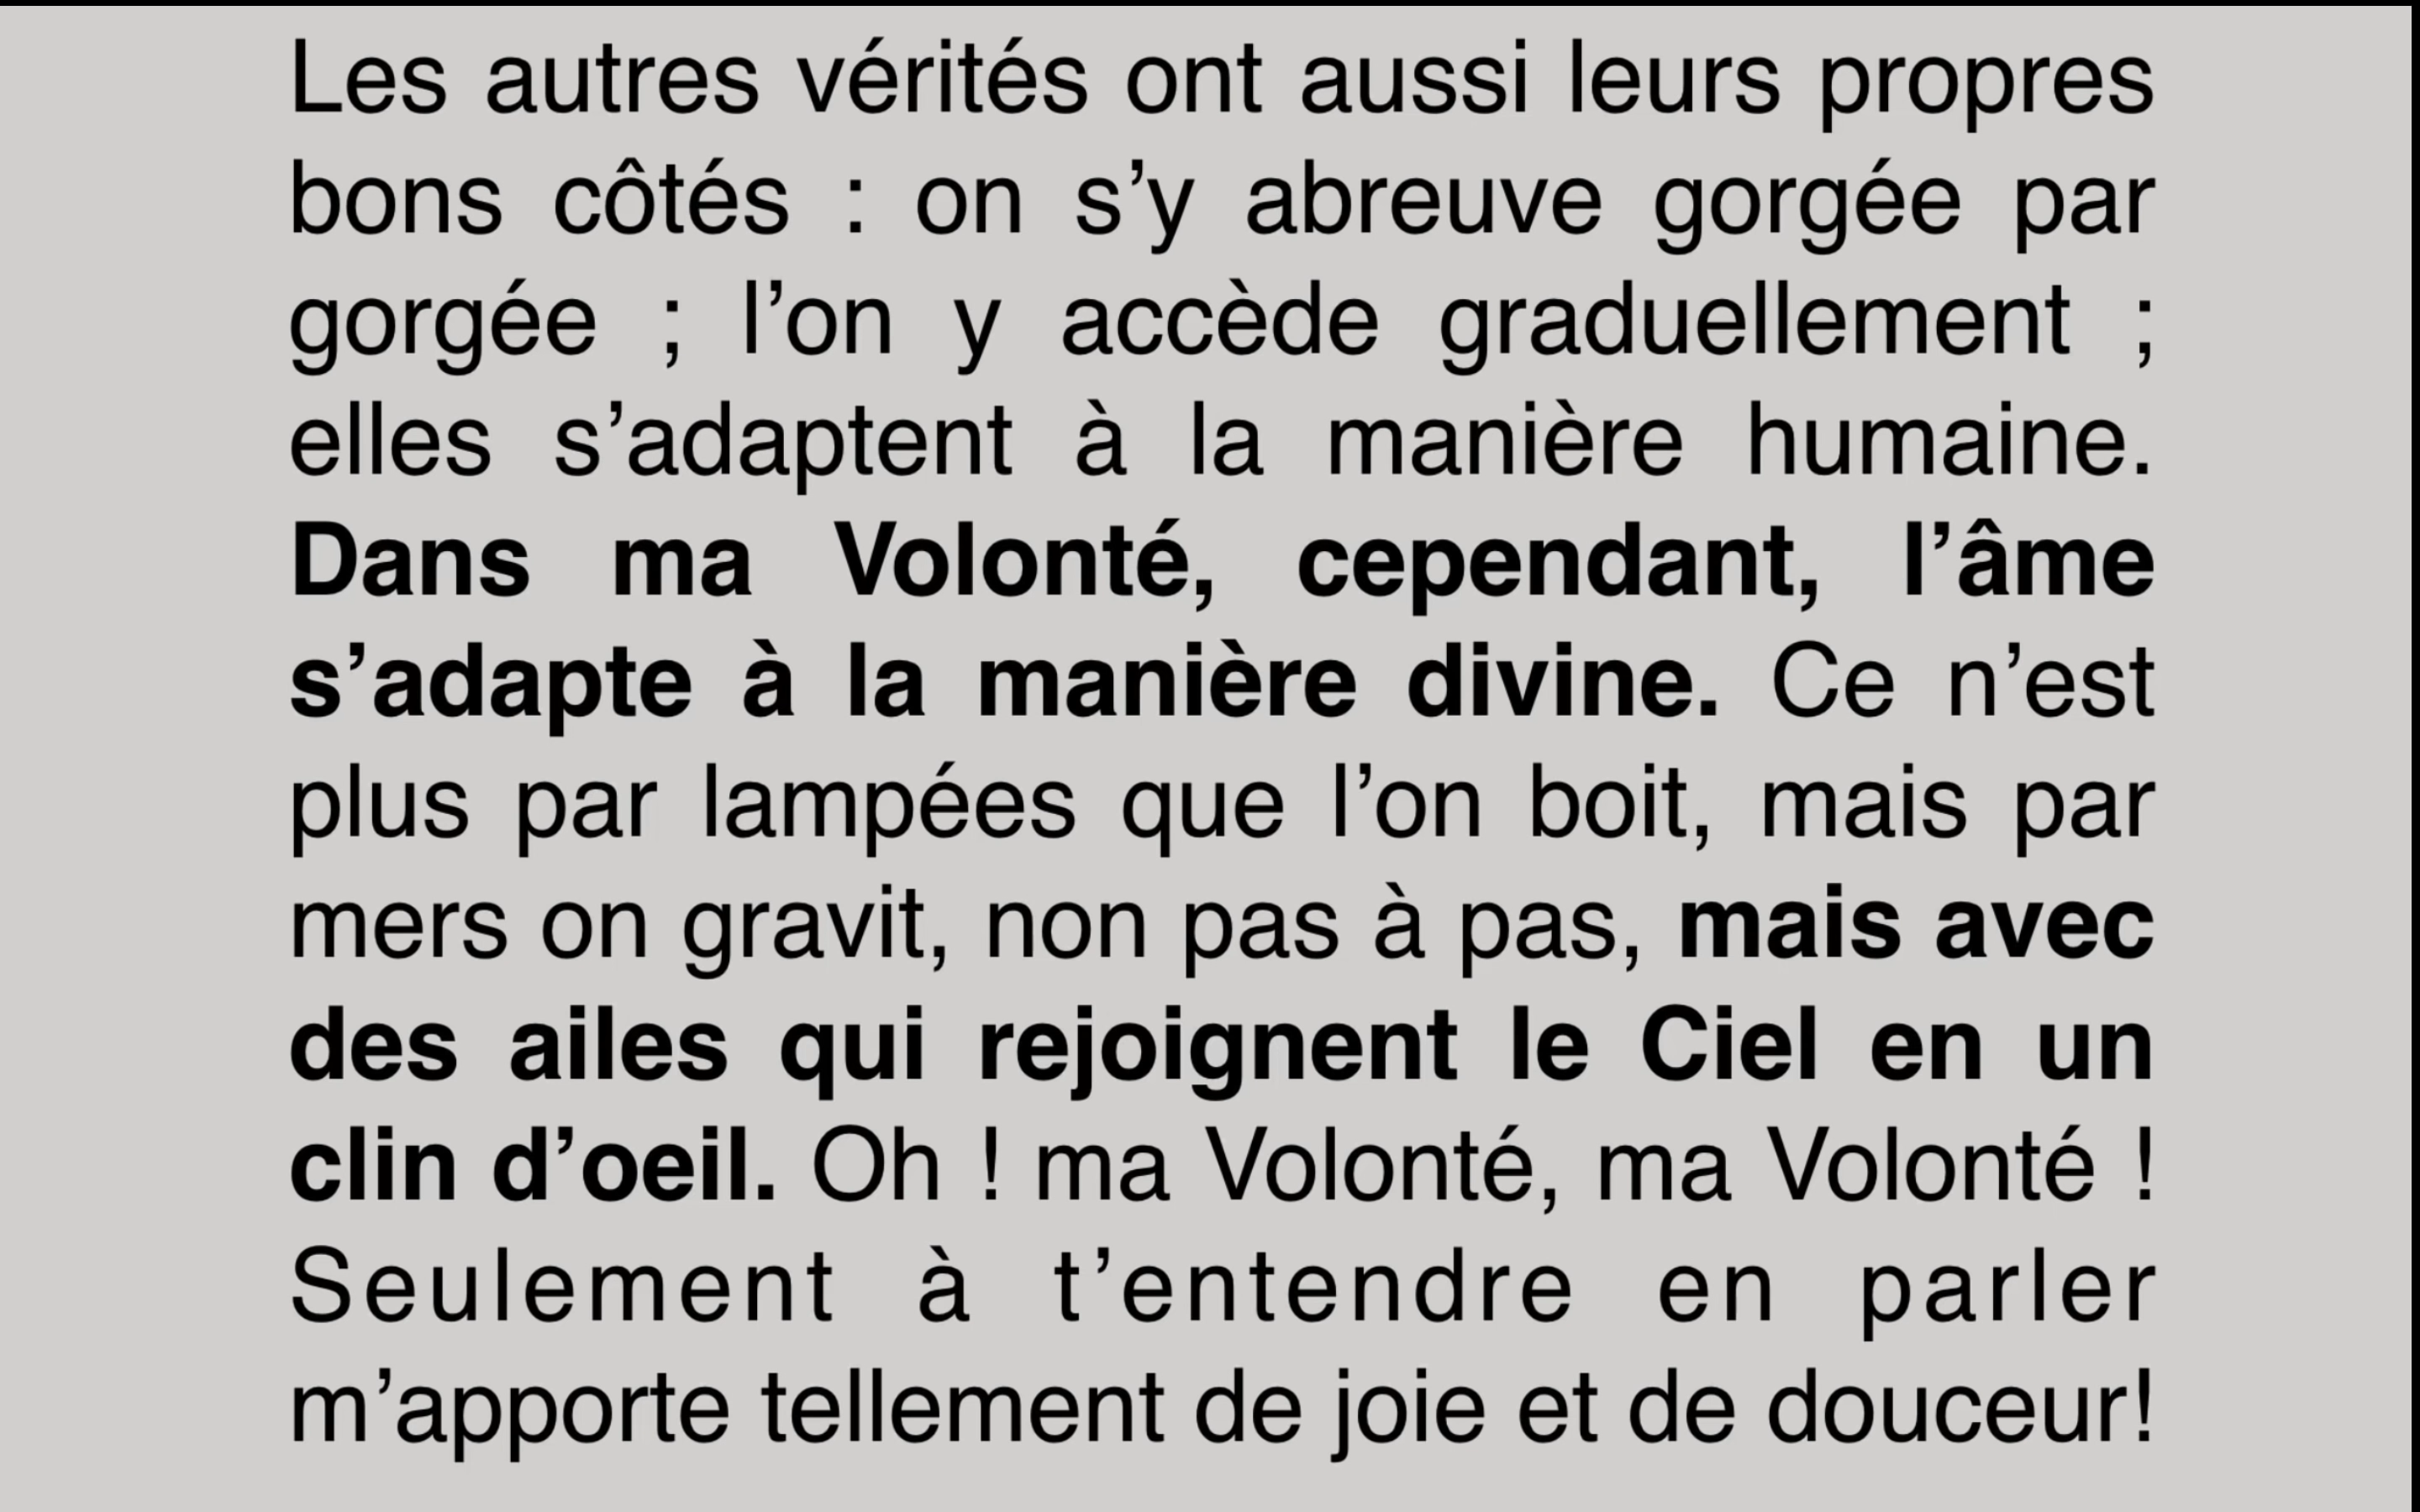 Les autres vérités ont aussi leurs propres
bons côtés : on s’y abreuve gorgée par
gorgée ; l’on y accède graduellement ;
elles s’adaptent à la manière humaine.
Dans ma Volonté, cependant, l’âme
s’adapte à la manière divine. Ce n’est
plus par lampées que l’on boit, mais par
mers on gravit, non pas à pas, mais avec
des ailes qui rejoignent le Ciel en un
clin d’oeil. Oh ! ma Volonté, ma Volonté !
Seulement à t’entendre en parler
m’apporte tellement de joie et de douceur!